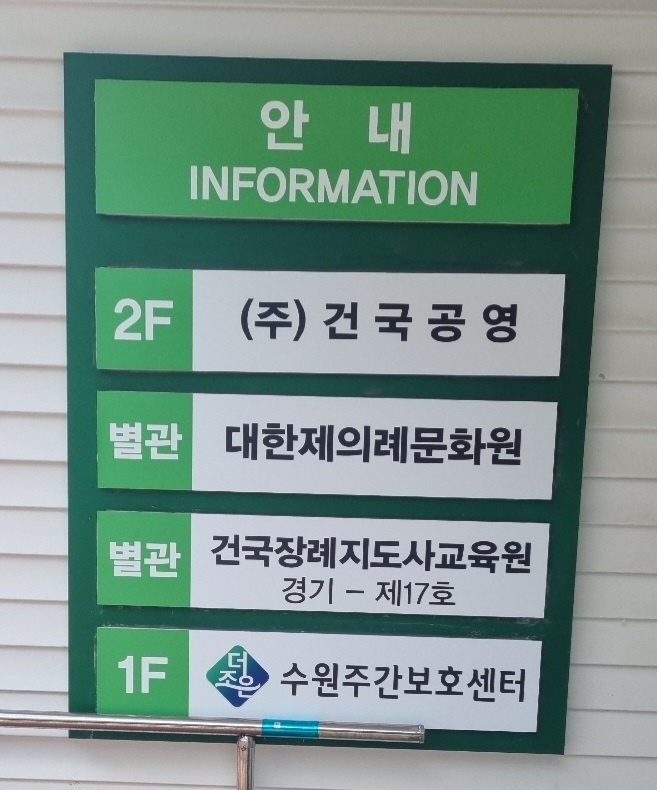 안 내
INFORMATION
2F (주) 건 국 공 영
별관 대한제의례문화원
별관 건국장례지도사교육원
경기 - 제17호
1F 더조은 수원주간보호센터